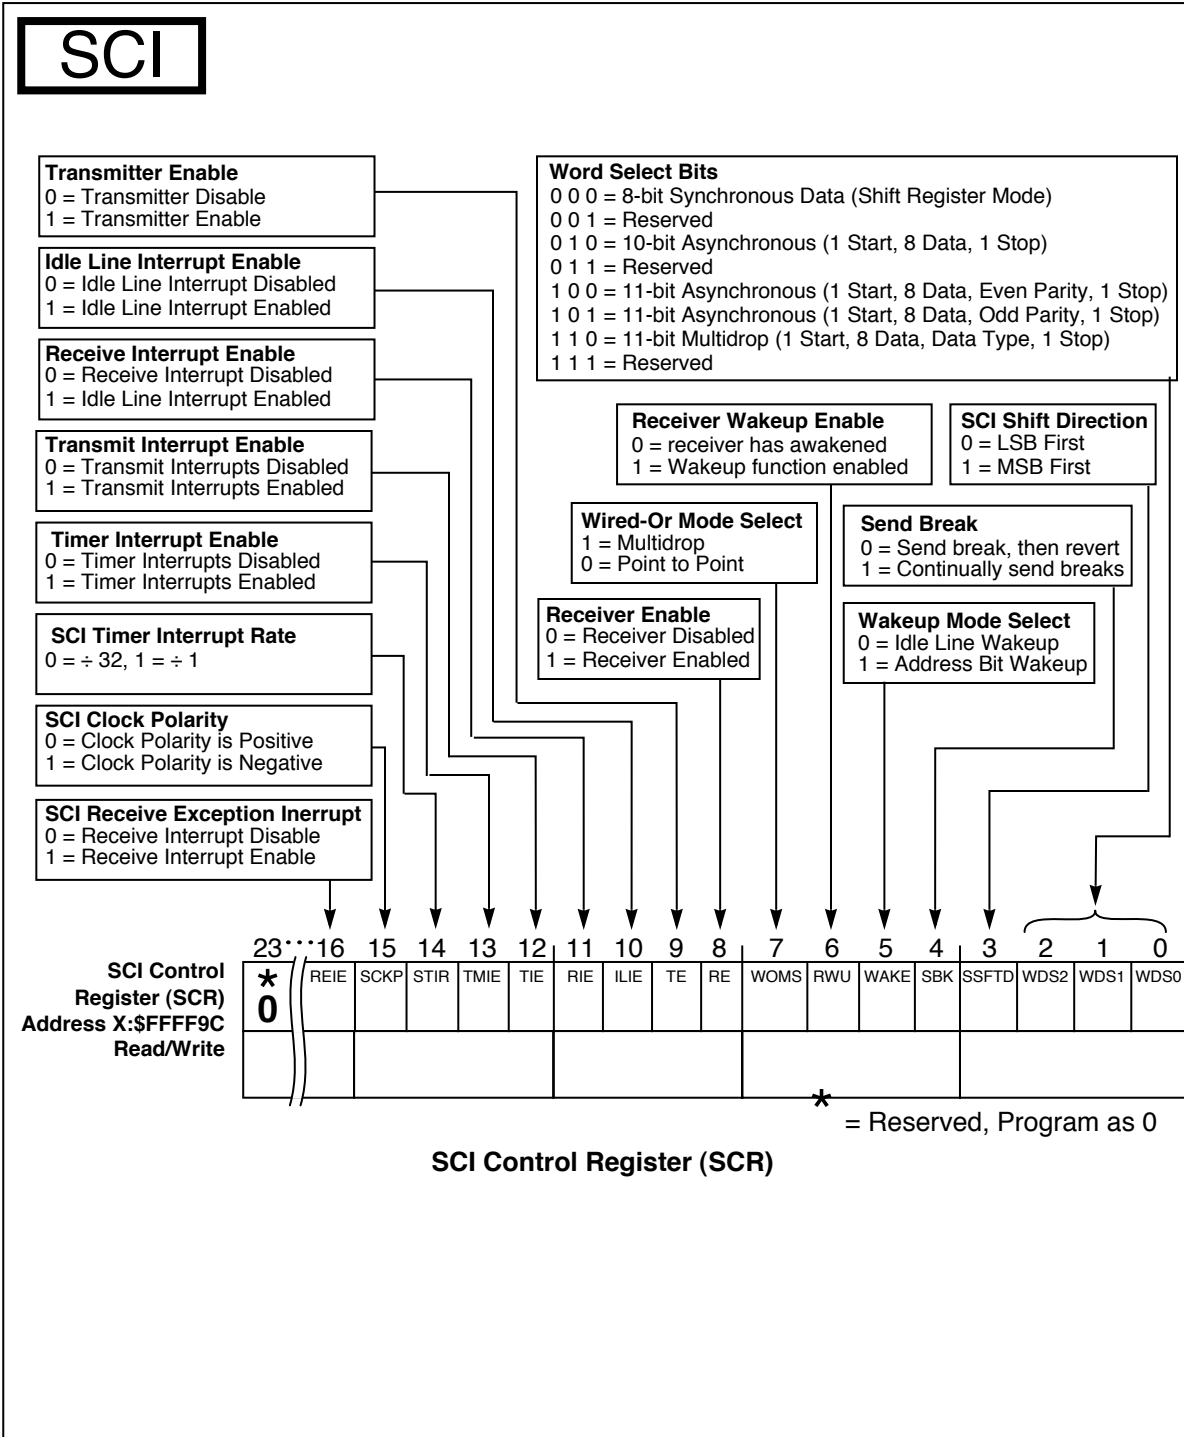 SCI
Transmitter Enable
0 = Transmitter Disable
1 = Transmitter Enable
Idle Line Interrupt Enable
0 = Idle Line Interrupt Disabled
1 = Idle Line Interrupt Enabled
Receive Interrupt Enable
0 = Receive Interrupt Disabled
1 = Idle Line Interrupt Enabled
Transmit Interrupt Enable
0 = Transmit Interrupts Disabled
1 = Transmit Interrupts Enabled
Timer Interrupt Enable
0 = Timer Interrupts Disabled
1 = Timer Interrupts Enabled
SCI Timer Interrupt Rate
0 = ÷ 32, 1 = ÷ 1
SCI Clock Polarity
0 = Clock Polarity is Positive
1 = Clock Polarity is Negative
SCI Receive Exception Inerrupt
0 = Receive Interrupt Disable
1 = Receive Interrupt Enable
Word Select Bits
0 0 0 = 8-bit Synchronous Data (Shift Register Mode)
0 0 1 = Reserved
0 1 0 = 10-bit Asynchronous (1 Start, 8 Data, 1 Stop)
0 1 1 = Reserved
1 0 0 = 11-bit Asynchronous (1 Start, 8 Data, Even Parity, 1 Stop)
1 0 1 = 11-bit Asynchronous (1 Start, 8 Data, Odd Parity, 1 Stop)
1 1 0 = 11-bit Multidrop (1 Start, 8 Data, Data Type, 1 Stop)
1 1 1 = Reserved
Receiver Wakeup Enable
0 = receiver has awakened
1 = Wakeup function enabled
SCI Shift Direction
0 = LSB First
1 = MSB First
Wired-Or Mode Select
1 = Multidrop
0 = Point to Point
Send Break
0 = Send break, then revert
1 = Continually send breaks
Receiver Enable
0 = Receiver Disabled
1 = Receiver Enabled
Wakeup Mode Select
0 = Idle Line Wakeup
1 = Address Bit Wakeup
23 ··· 16 15 14 13 12 11 10 9 8 7 6 5 4 3 2 1 0
* 0 REIE SCKP STIR TMIE TIE RIE ILIE TE RE WOMS RWU WAKE SBK SSFTD WDS2 WDS1 WDS0
SCI Control
Register (SCR)
Address X:$FFFF9C
Read/Write
* = Reserved, Program as 0
SCI Control Register (SCR)